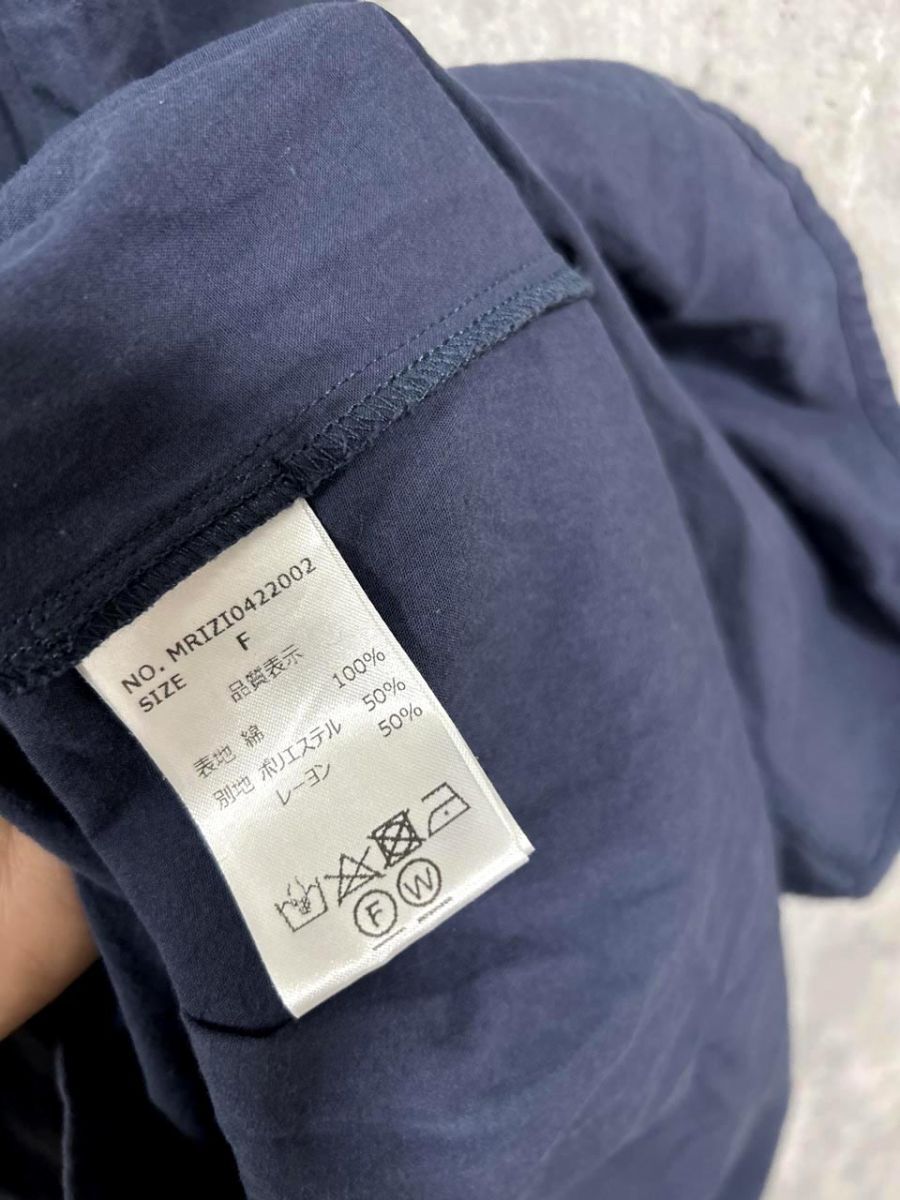 NO. MRIZI0422002
SIZE F
品質表示
表地 綿 100%
別地 ポリエステル 50%
レーヨン 50%
F W